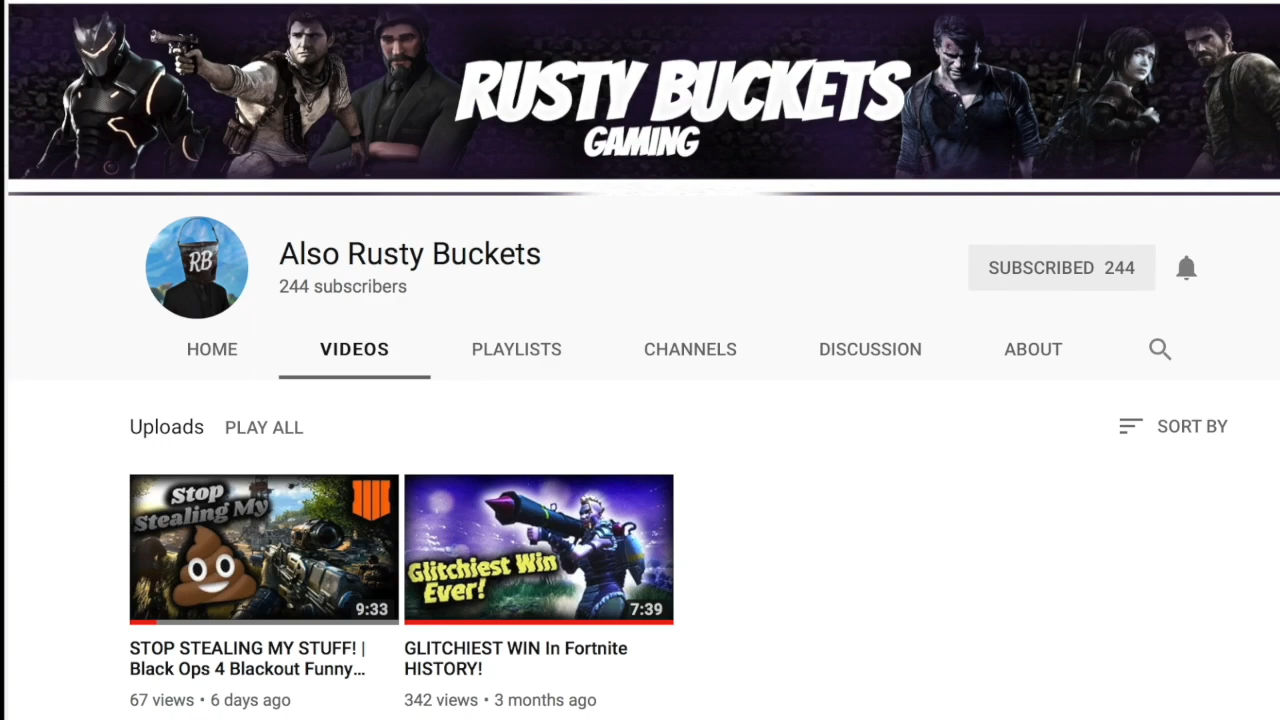 RUSTY BUCKETS
GAMING
RB
Also Rusty Buckets
244 subscribers
SUBSCRIBED 244
HOME VIDEOS PLAYLISTS CHANNELS DISCUSSION ABOUT
Uploads PLAY ALL
SORT BY
Stop
Stealing My
9:33
Glitchiest Win
Ever!
7:39
STOP STEALING MY STUFF! |
Black Ops 4 Blackout Funny...
67 views • 6 days ago
GLITCHIEST WIN In Fortnite
HISTORY!
342 views • 3 months ago